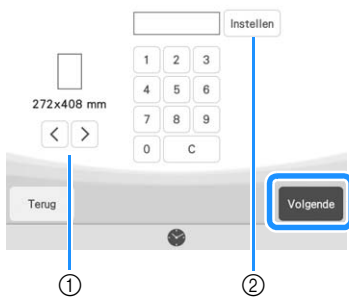 Instellen
1 2 3
4 5 6
272x408 mm
7 8 9
< >
0 C
Terug
Volgende
① ②